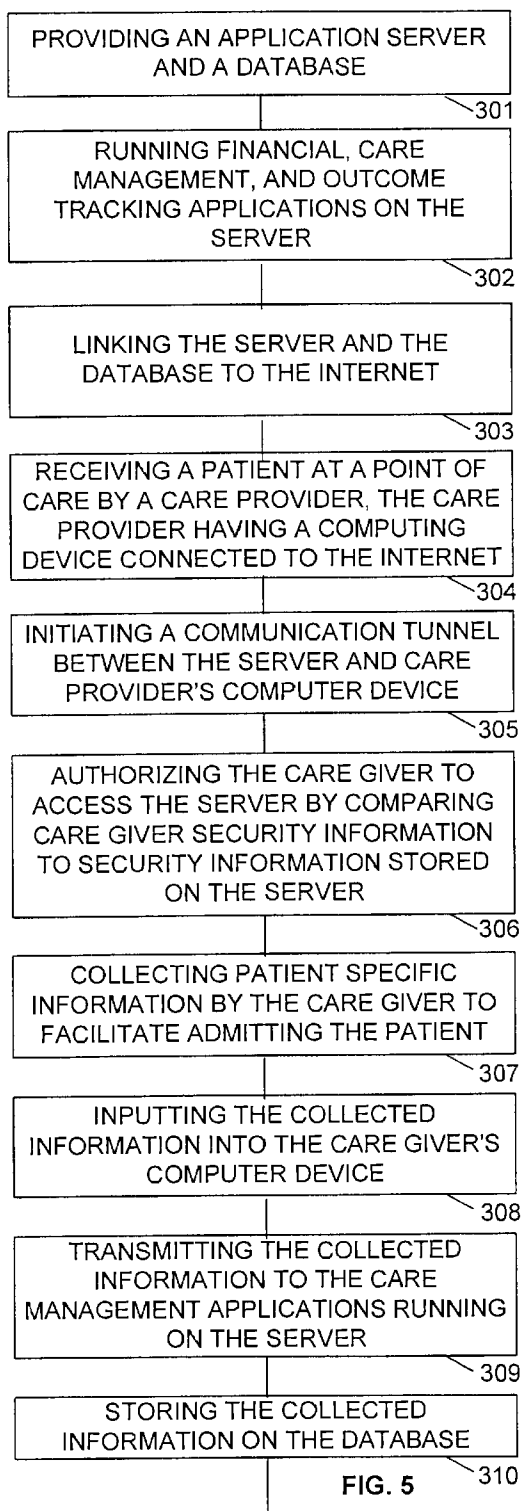 PROVIDING AN APPLICATION SERVER
AND A DATABASE
301
RUNNING FINANCIAL, CARE
MANAGEMENT, AND OUTCOME
TRACKING APPLICATIONS ON THE
SERVER
302
LINKING THE SERVER AND THE
DATABASE TO THE INTERNET
303
RECEIVING A PATIENT AT A POINT OF
CARE BY A CARE PROVIDER, THE CARE
PROVIDER HAVING A COMPUTING
DEVICE CONNECTED TO THE INTERNET
304
INITIATING A COMMUNICATION TUNNEL
BETWEEN THE SERVER AND CARE
PROVIDER'S COMPUTER DEVICE
305
AUTHORIZING THE CARE GIVER TO
ACCESS THE SERVER BY COMPARING
CARE GIVER SECURITY INFORMATION
TO SECURITY INFORMATION STORED
ON THE SERVER
306
COLLECTING PATIENT SPECIFIC
INFORMATION BY THE CARE GIVER TO
FACILITATE ADMITTING THE PATIENT
307
INPUTTING THE COLLECTED
INFORMATION INTO THE CARE GIVER'S
COMPUTER DEVICE
308
TRANSMITTING THE COLLECTED
INFORMATION TO THE CARE
MANAGEMENT APPLICATIONS RUNNING
ON THE SERVER
309
STORING THE COLLECTED
INFORMATION ON THE DATABASE
310
FIG. 5